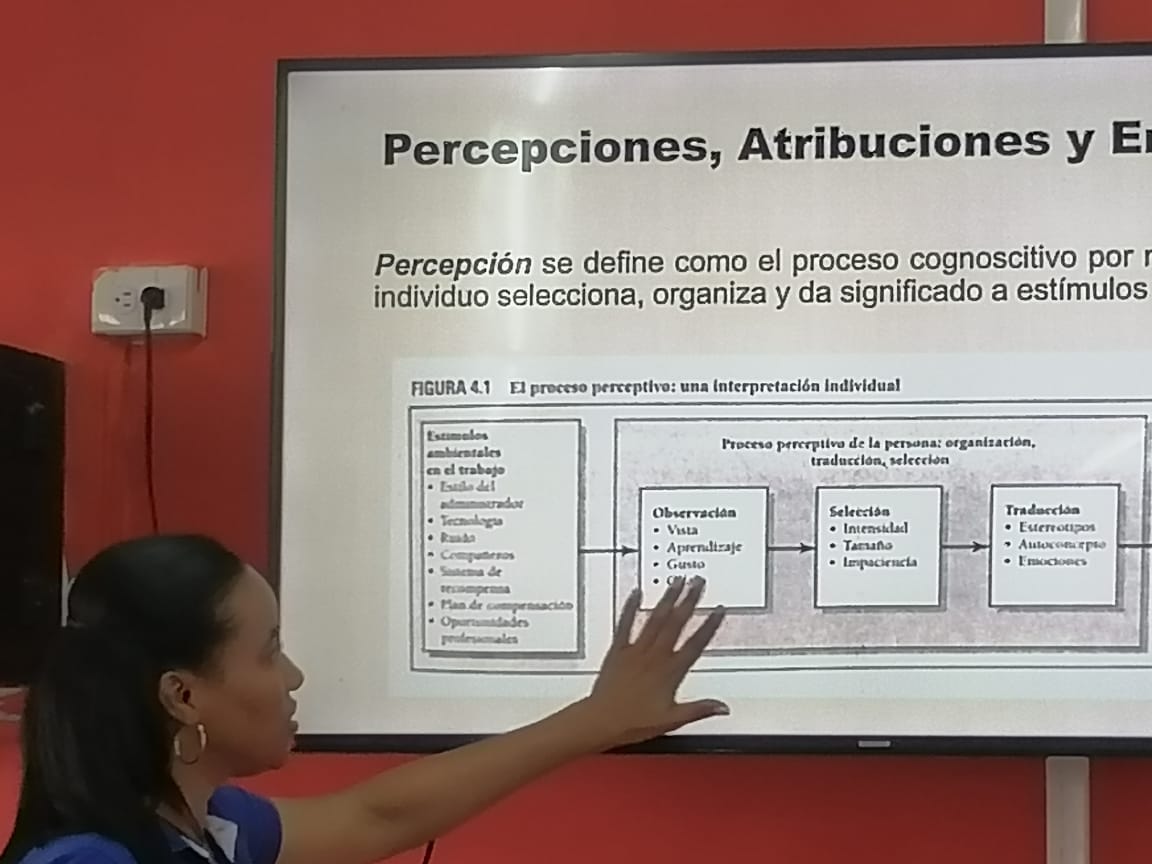 Percepciones, Atribuciones y
Percepción se define como el proceso cognoscitivo por
individuo selecciona, organiza y da significado a estímulos
FIGURA 4.1 El proceso perceptivo: una interpretación individual
Estímulos
ambientales
en el trabajo
• Estilo del
administrador
• Tecnología
• Ruido
• Compañeros
• Sistema de
recompensa
• Plan de compensación
• Oportunidades
profesionales
Proceso perceptivo de la persona: organización,
traducción, selección
Observación
• Vista
• Aprendizaje
• Gusto
Selección
• Intensidad
• Tamaño
• Impaciencia
Traducción
• Estereotipos
• Autoconcepto
• Emociones